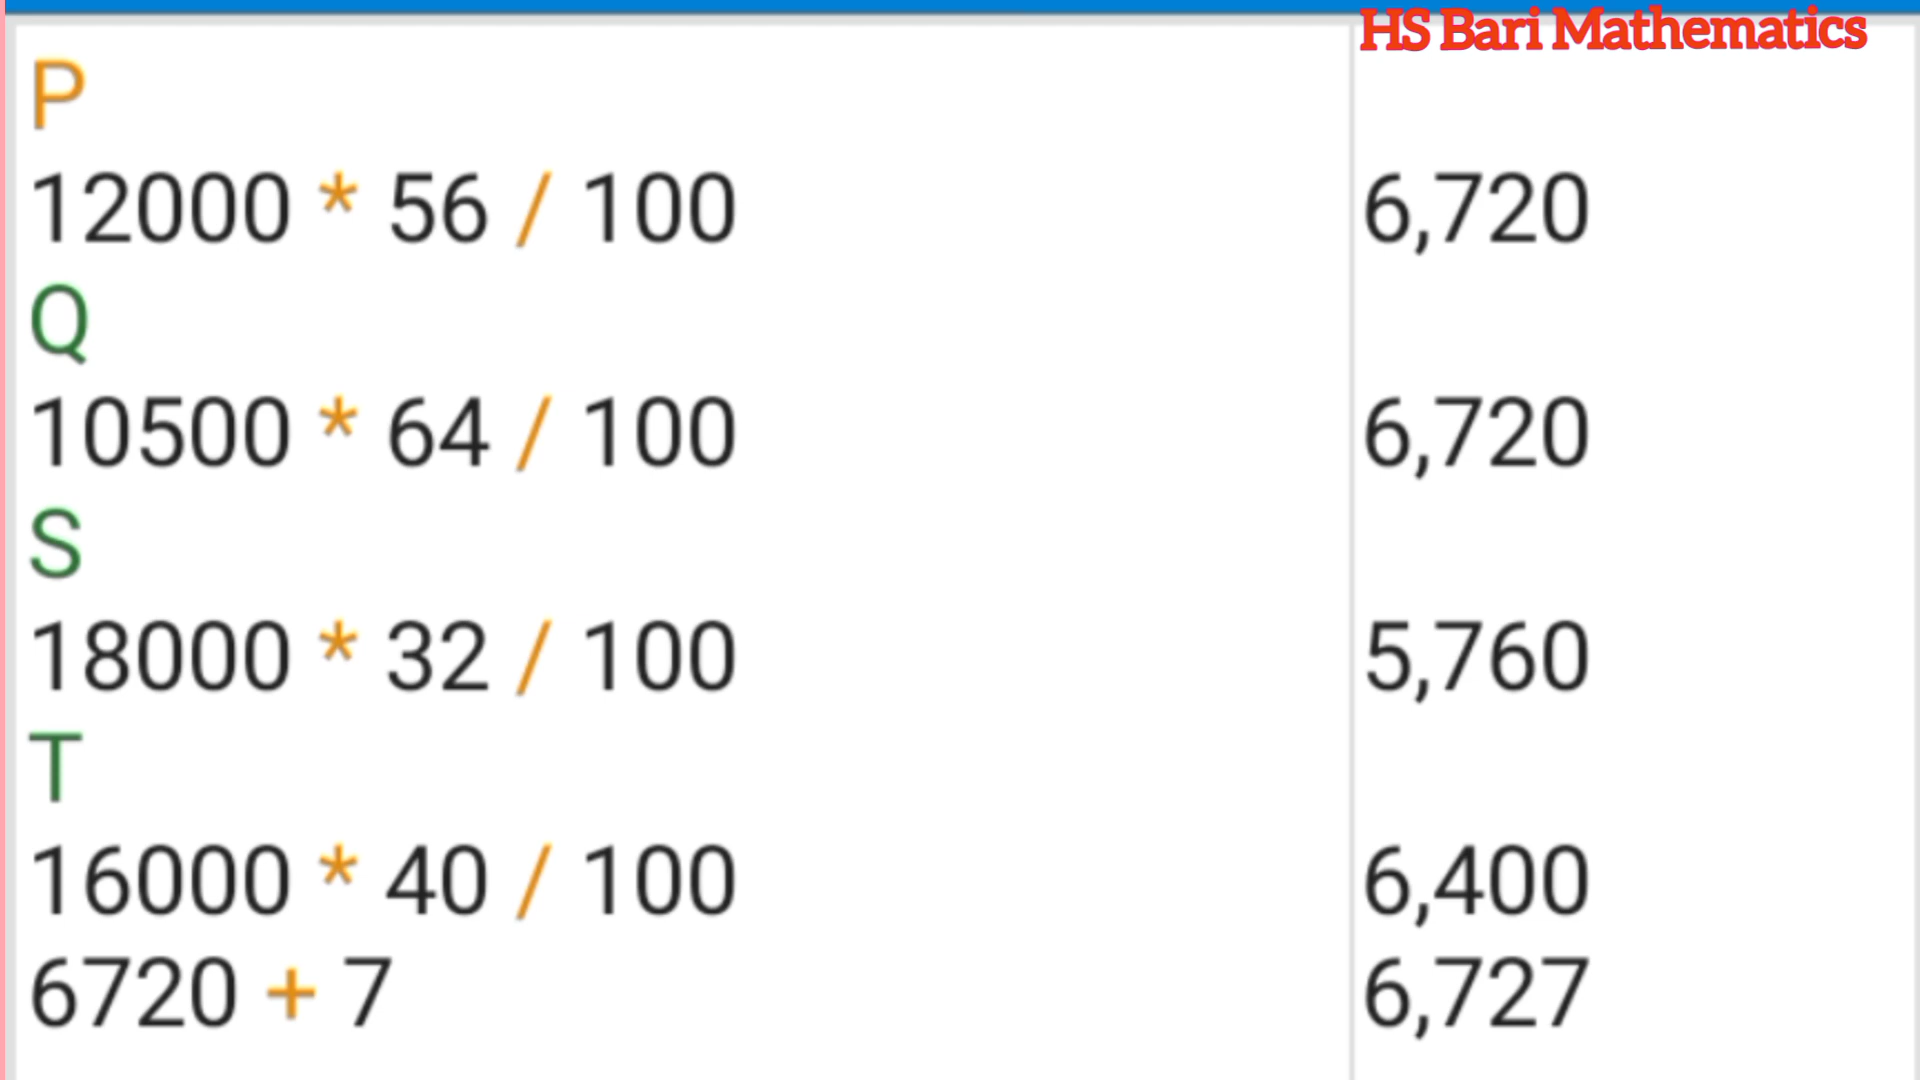 HS Bari Mathematics
P
12000 * 56 / 100 6,720
Q
10500 * 64 / 100 6,720
S
18000 * 32 / 100 5,760
T
16000 * 40 / 100 6,400
6720 + 7 6,727